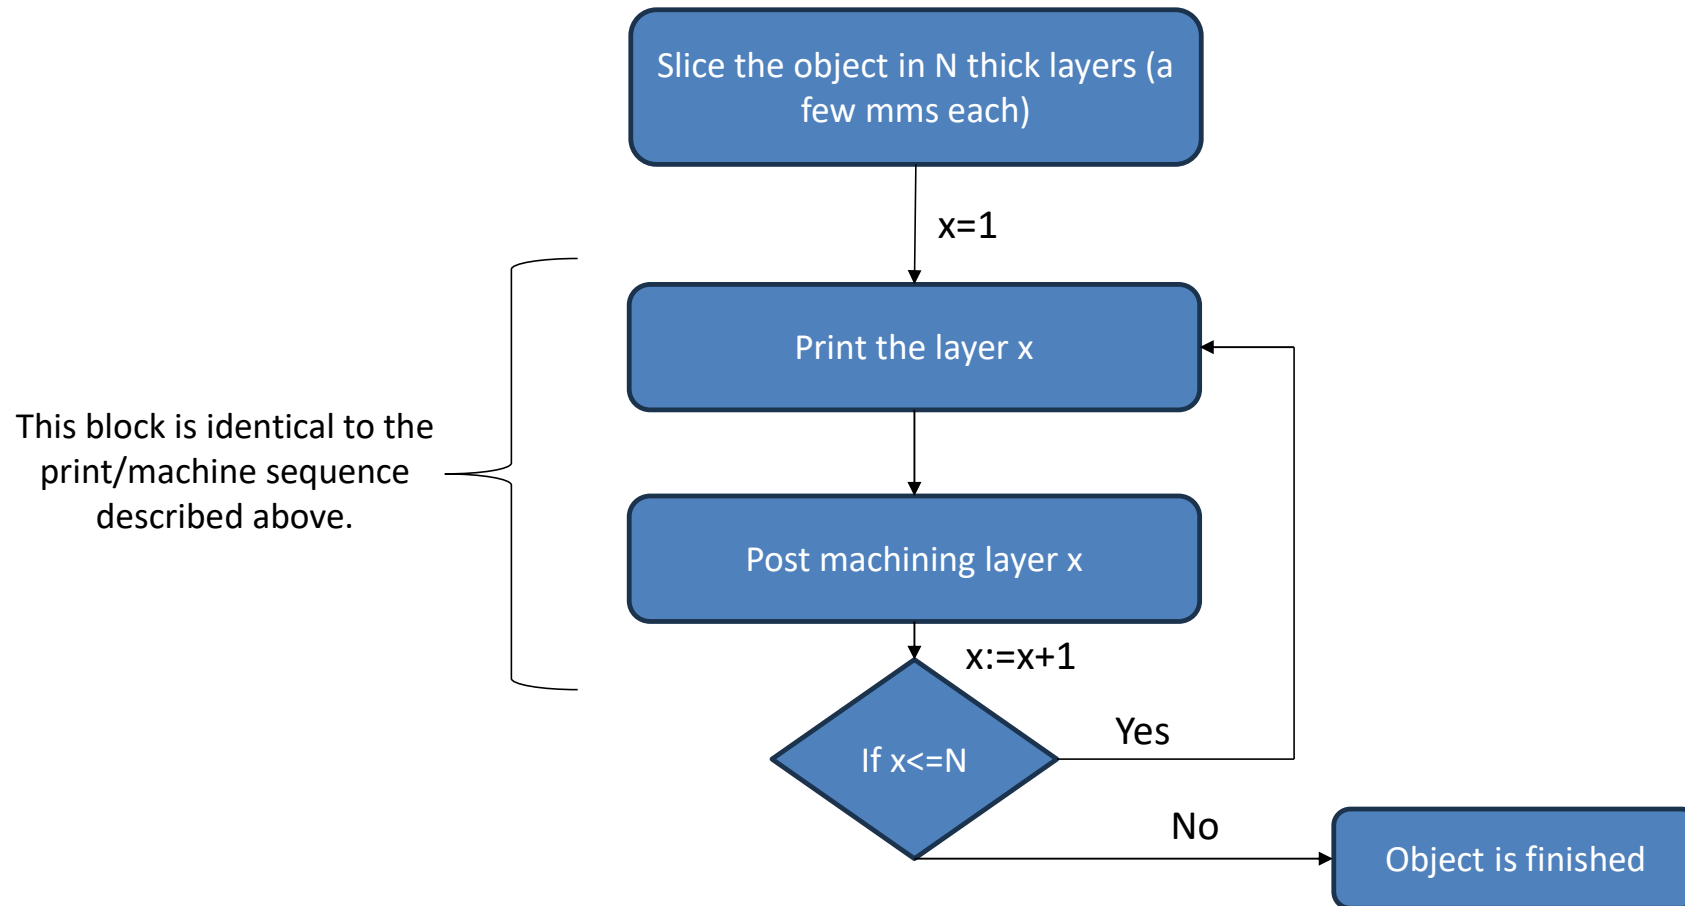 Slice the object in N thick layers (a
few mms each)
x=1
Print the layer x
This block is identical to the
print/machine sequence
described above.
Post machining layer x
x:=x+1
If x<=N
Yes
No
Object is finished